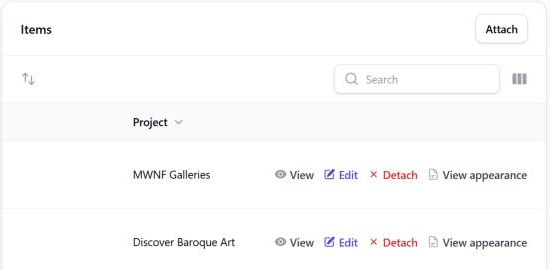 Items
Attach
Search
Project
MWNF Galleries View Edit Detach View appearance
Discover Baroque Art View Edit Detach View appearance